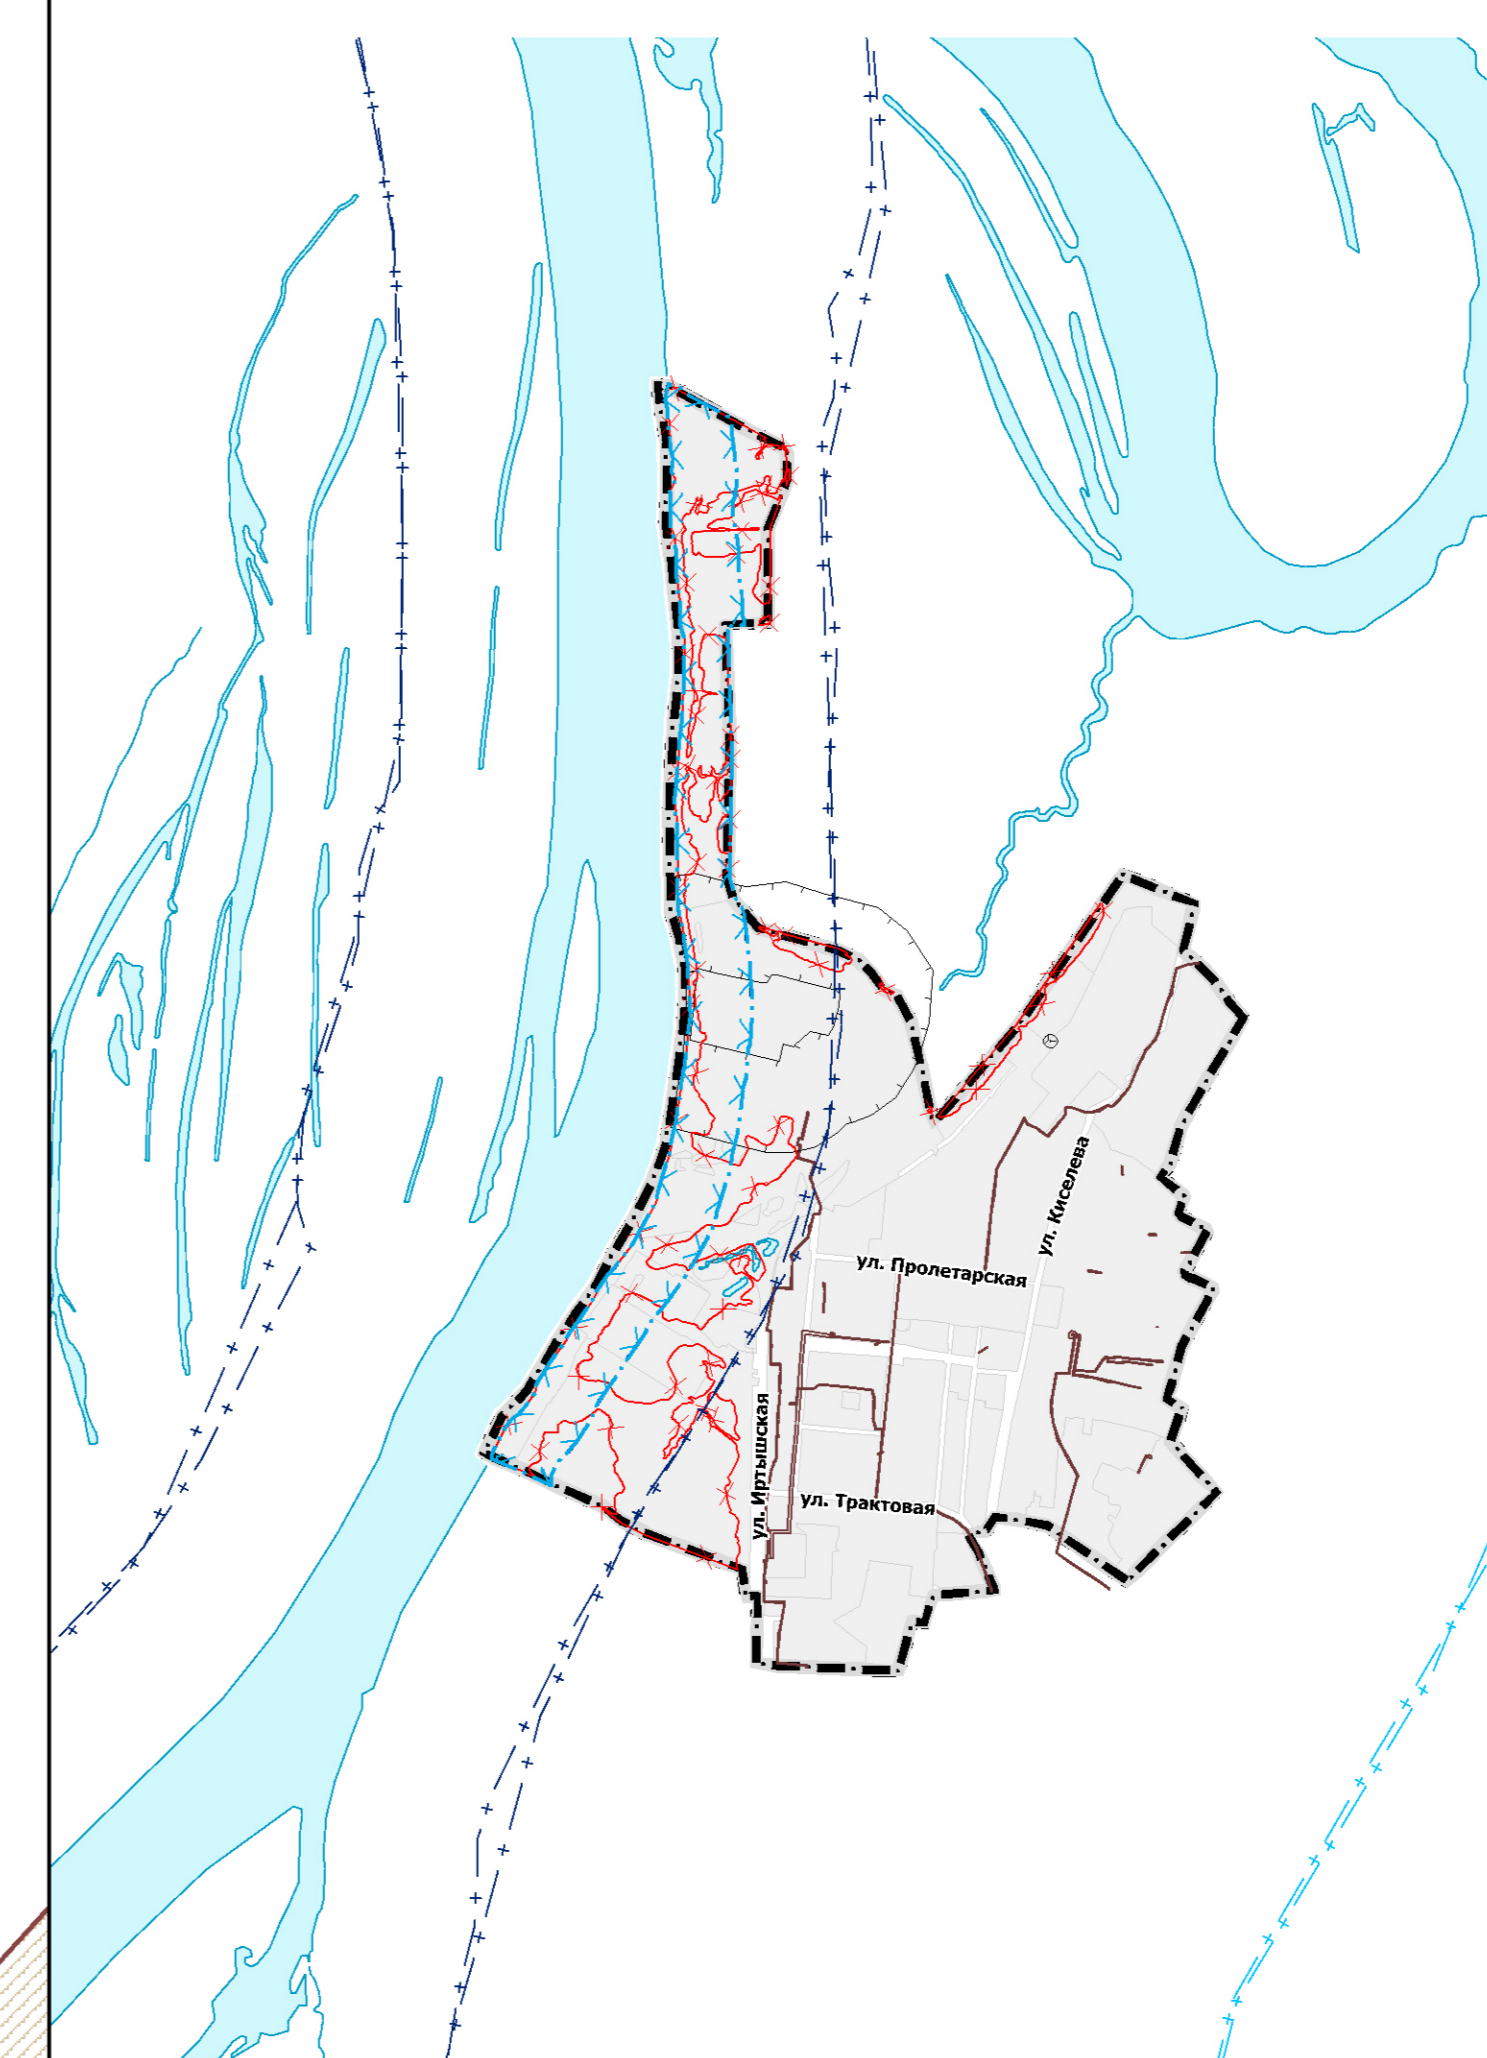 ул. Киселева
ул. Пролетарская
ул. Иртышская
ул. Трактовая